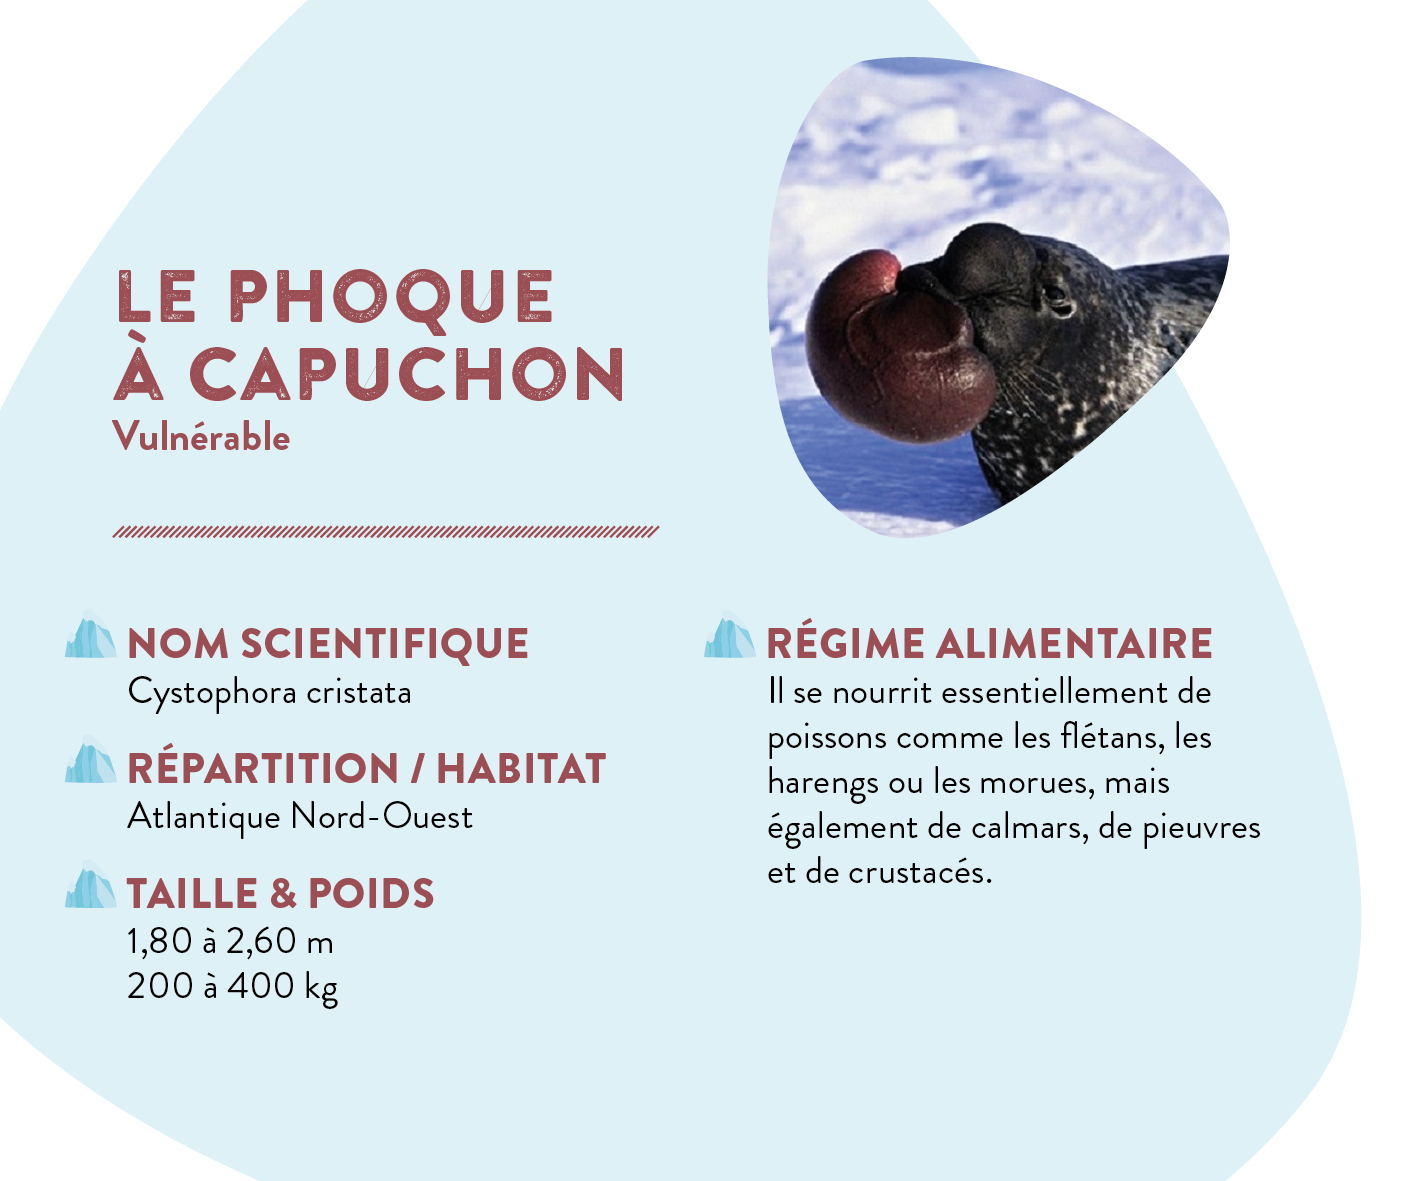 LE PHOQUE
À CAPUCHON
Vulnérable
NOM SCIENTIFIQUE
Cystophora cristata
RÉPARTITION / HABITAT
Atlantique Nord-Ouest
TAILLE & POIDS
1,80 à 2,60 m
200 à 400 kg
RÉGIME ALIMENTAIRE
Il se nourrit essentiellement de
poissons comme les flétans, les
harengs ou les morues, mais
également de calmars, de pieuvres
et de crustacés.